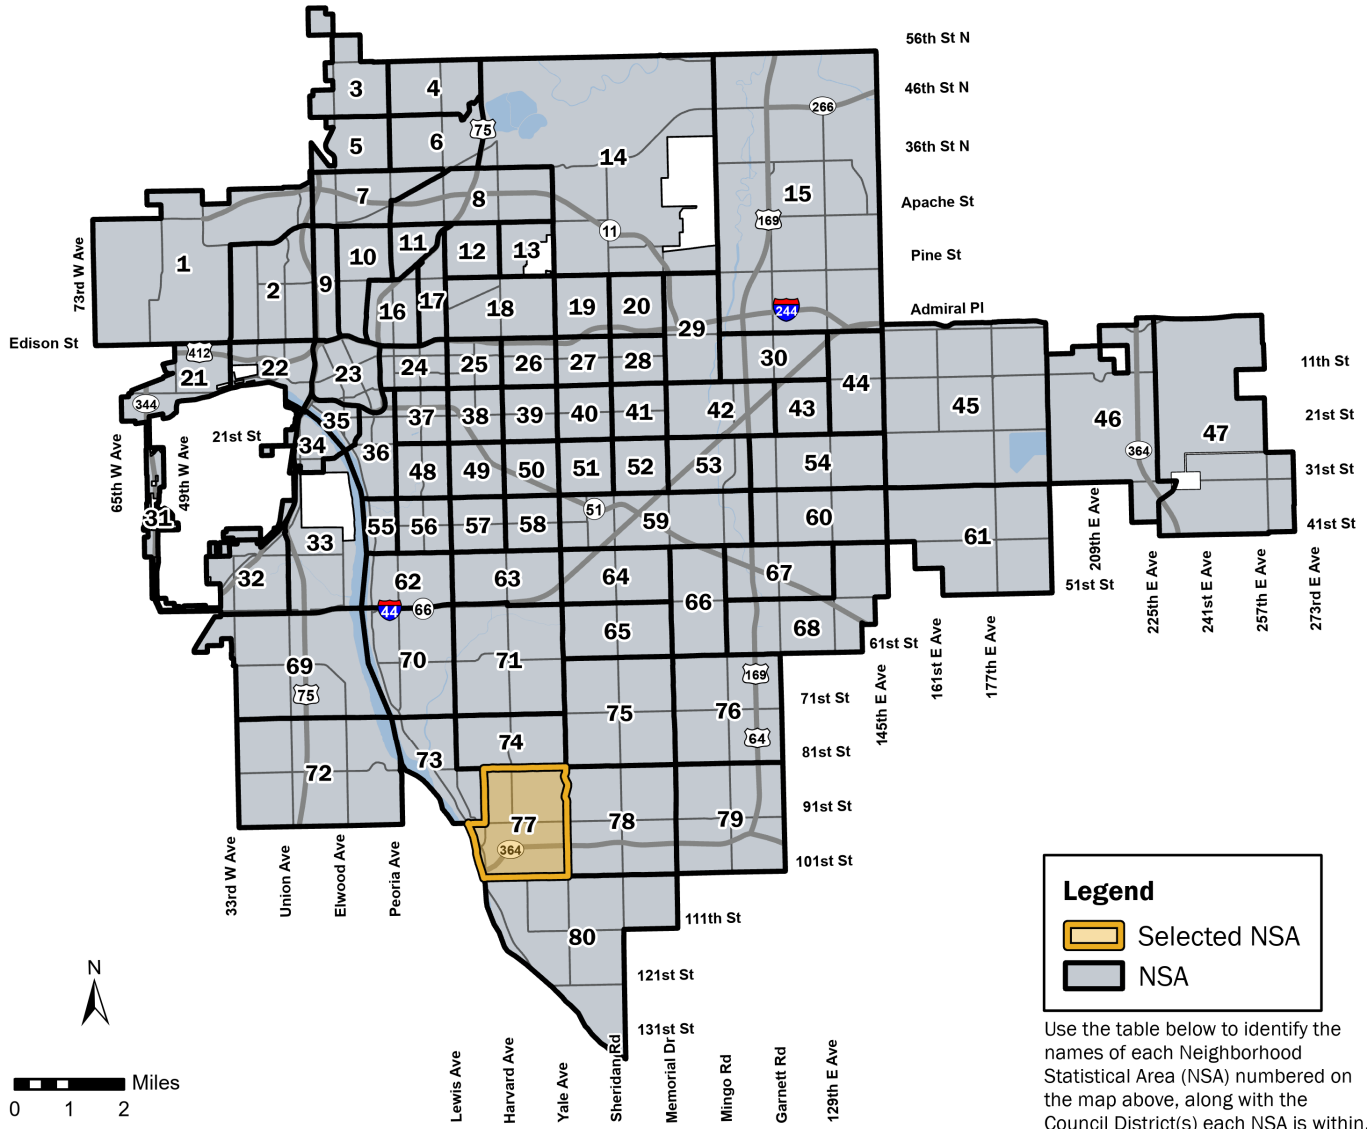 56th St N
3
4
46th St N
266
75
5
6
36th St N
14
7
8
15
Apache St
169
11
73rd W Ave
1
10
11
12
13
Pine St
2
9
16
17
18
19
20
29
244
Admiral Pl
Edison St
412
21
22
23
24
25
26
27
28
30
44
11th St
344
35
37
38
39
40
41
42
43
45
46
47
21st St
21st St
34
36
364
65th W Ave
49th W Ave
48
49
50
51
52
53
54
31st St
31
33
55
56
57
58
51
59
60
61
41st St
32
62
63
64
67
209th E Ave
51st St
44
66
66
225th E Ave
241st E Ave
257th E Ave
273rd E Ave
65
68
61st St
161st E Ave
177th E Ave
69
70
71
169
145th E Ave
75
75
76
71st St
74
64
81st St
72
73
77
78
79
91st St
364
101st St
33rd W Ave
Union Ave
Elwood Ave
Peoria Ave
111th St
80
121st St
131st St
Lewis Ave
Harvard Ave
Yale Ave
Sheridan Rd
Memorial Dr
Mingo Rd
Garnett Rd
129th E Ave
N
Miles
0 1 2
Legend
Selected NSA
NSA
Use the table below to identify the
names of each Neighborhood
Statistical Area (NSA) numbered on
the map above, along with the
Council District(s) each NSA is within.